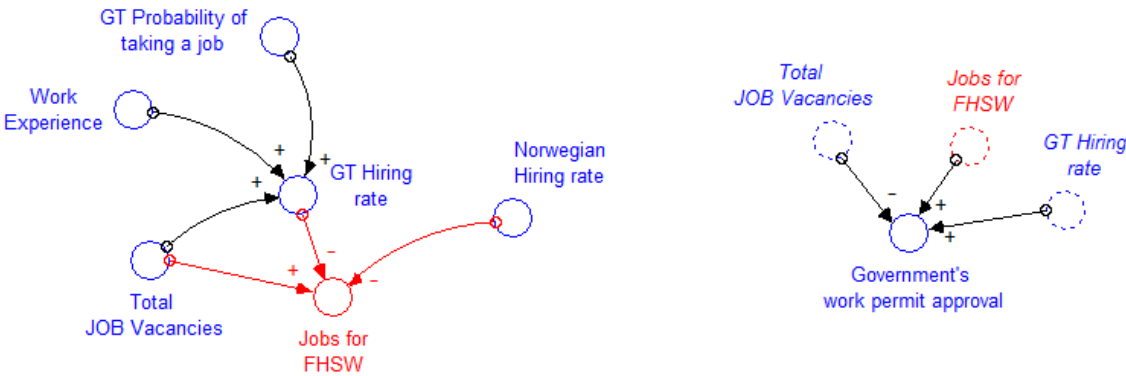 GT Probability of
taking a job
Work
Experience
+
+
+
GT Hiring
rate
Norwegian
Hiring rate
–
+
–
Total
JOB Vacancies
Jobs for
FHSW
Total
JOB Vacancies
Jobs for
FHSW
GT Hiring
rate
–
+
+
Government's
work permit approval